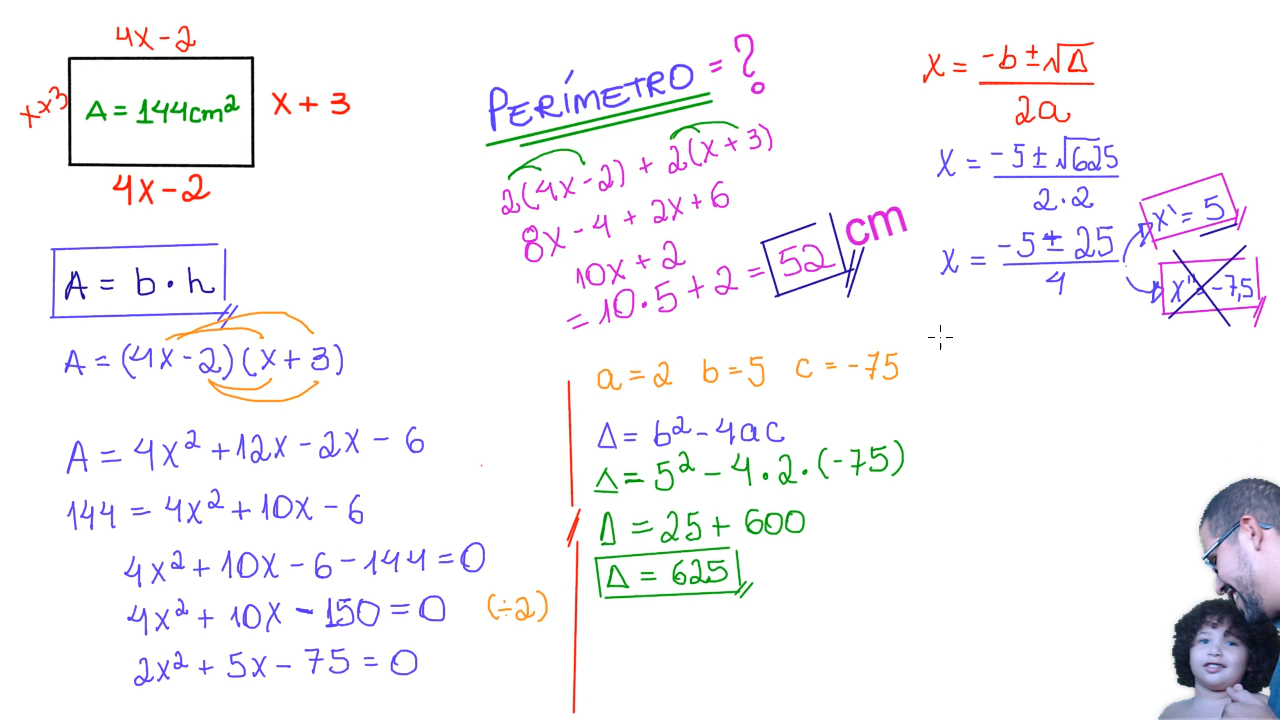 4x - 2
x x 3
A = 144cm²
x + 3
4x - 2
A = b · h
A = (4x - 2)(x + 3)
A = 4x² + 12x - 2x - 6
144 = 4x² + 10x - 6
4x² + 10x - 6 - 144 = 0
4x² + 10x - 150 = 0 (÷2)
2x² + 5x - 75 = 0
PERÍMETRO = ?
2(4x - 2) + 2(x + 3)
8x - 4 + 2x + 6
10x + 2
= 10 · 5 + 2 = 52 cm
a = 2 b = 5 c = -75
Δ = b² - 4ac
Δ = 5² - 4 · 2 · (-75)
Δ = 25 + 600
Δ = 625
x = (-b ± √Δ)/2a
x = (-5 ± √625)/2 · 2
x = (-5 ± 25)/4
x' = 5
x'' = -7,5